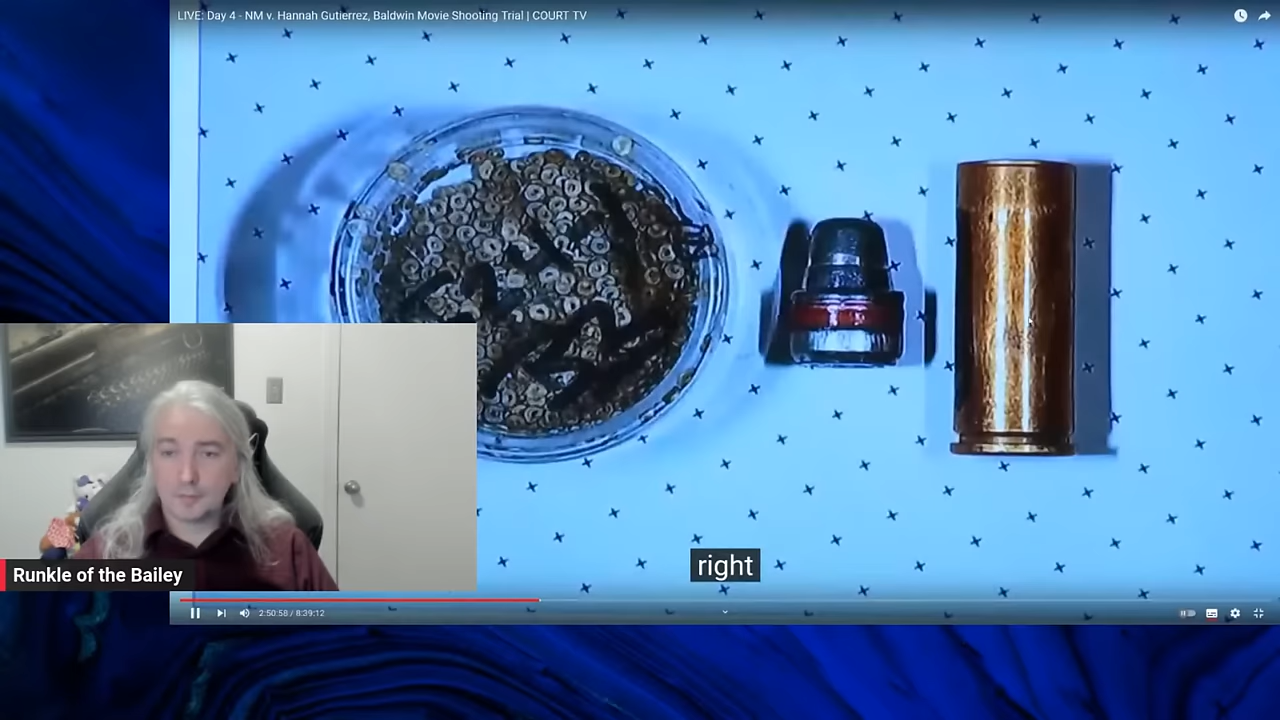 LIVE: Day 4 - NM v. Hannah Gutierrez, Baldwin Movie Shooting Trial | COURT TV
right
Runkle of the Bailey
2:50:58 / 8:39:12